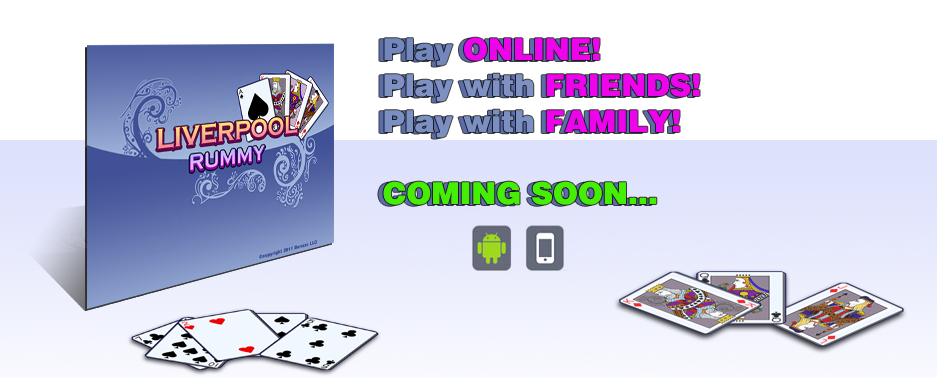 Play ONLINE!
Play with FRIENDS!
Play with FAMILY!
LIVERPOOL
RUMMY
COMING SOON...